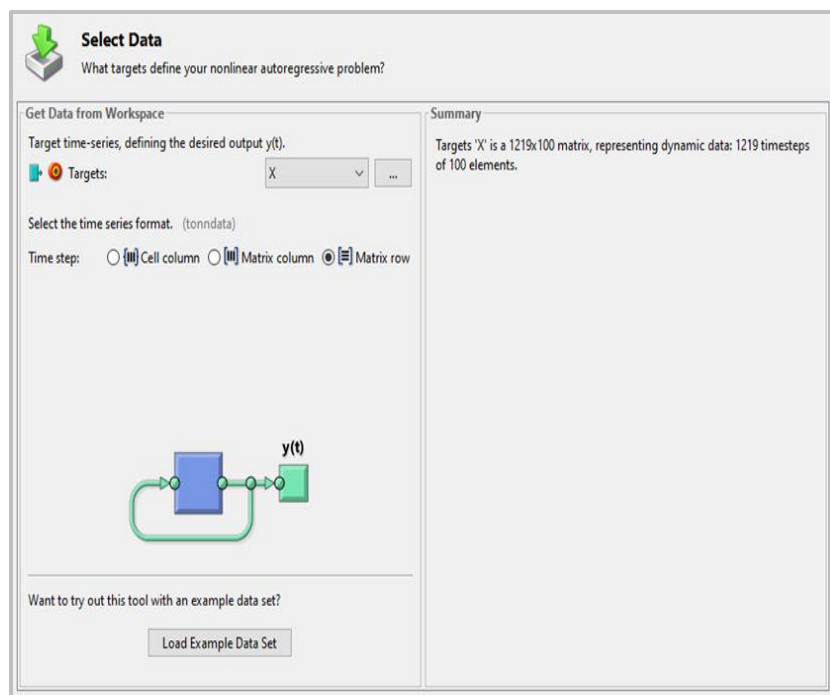 Select Data
What targets define your nonlinear autoregressive problem?
Get Data from Workspace
Target time-series, defining the desired output y(t).
Targets:
X
...
Select the time series format. (tonndata)
Time step:
Cell column
Matrix column
Matrix row
y(t)
Want to try out this tool with an example data set?
Load Example Data Set
Summary
Targets 'X' is a 1219x100 matrix, representing dynamic data: 1219 timesteps
of 100 elements.